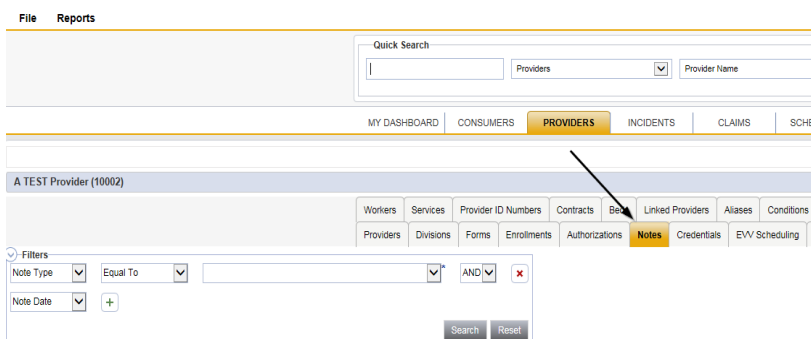 File Reports
Quick Search
Providers Provider Name
MY DASHBOARD CONSUMERS PROVIDERS INCIDENTS CLAIMS
A TEST Provider (10002)
Workers Services Provider ID Numbers Contracts Linked Providers Aliases Conditions
Providers Divisions Forms Enrollments Authorizations Notes Credentials EVV Scheduling
Filters
Note Type Equal To * AND
Note Date
Search Reset